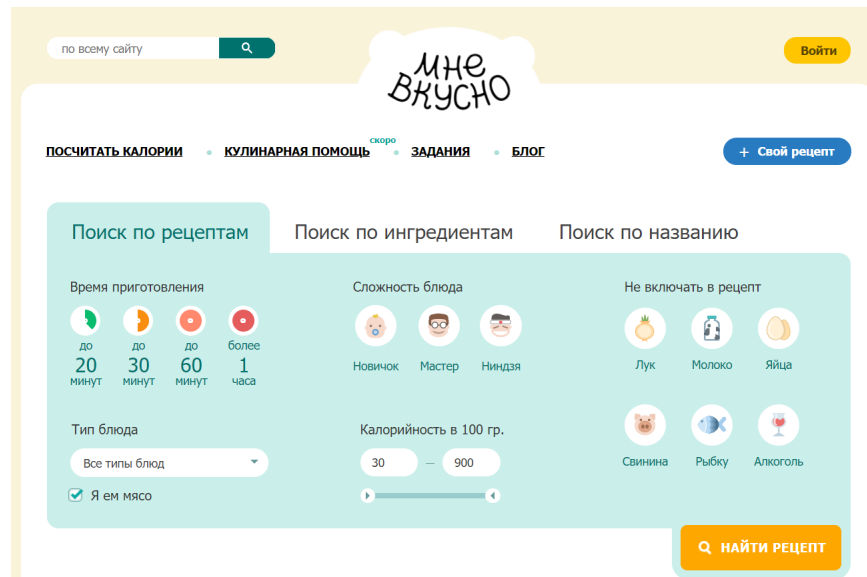 по всему сайту
Войти
МНЕ
ВКУСНО
ПОСЧИТАТЬ КАЛОРИИ
КУЛИНАРНАЯ ПОМОЩЬ
скоро
ЗАДАНИЯ
БЛОГ
+ Свой рецепт
Поиск по рецептам
Поиск по ингредиентам
Поиск по названию
Время приготовления
до
20
минут
до
30
минут
до
60
минут
более
1
часа
Сложность блюда
Новичок
Мастер
Ниндзя
Не включать в рецепт
Лук
Молоко
Яйца
Свинина
Рыбку
Алкоголь
Тип блюда
Все типы блюд
Я ем мясо
Калорийность в 100 гр.
30 — 900
НАЙТИ РЕЦЕПТ